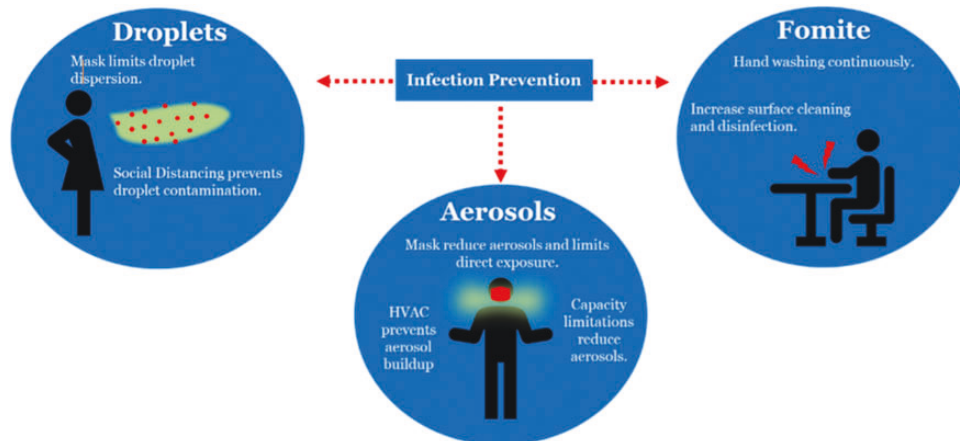 Droplets
Mask limits droplet
dispersion.
Social Distancing prevents
droplet contamination.
Infection Prevention
Fomite
Hand washing continuously.
Increase surface cleaning
and disinfection.
Aerosols
Mask reduce aerosols and limits
direct exposure.
HVAC
prevents
aerosol
buildup
Capacity
limitations
reduce
aerosols.